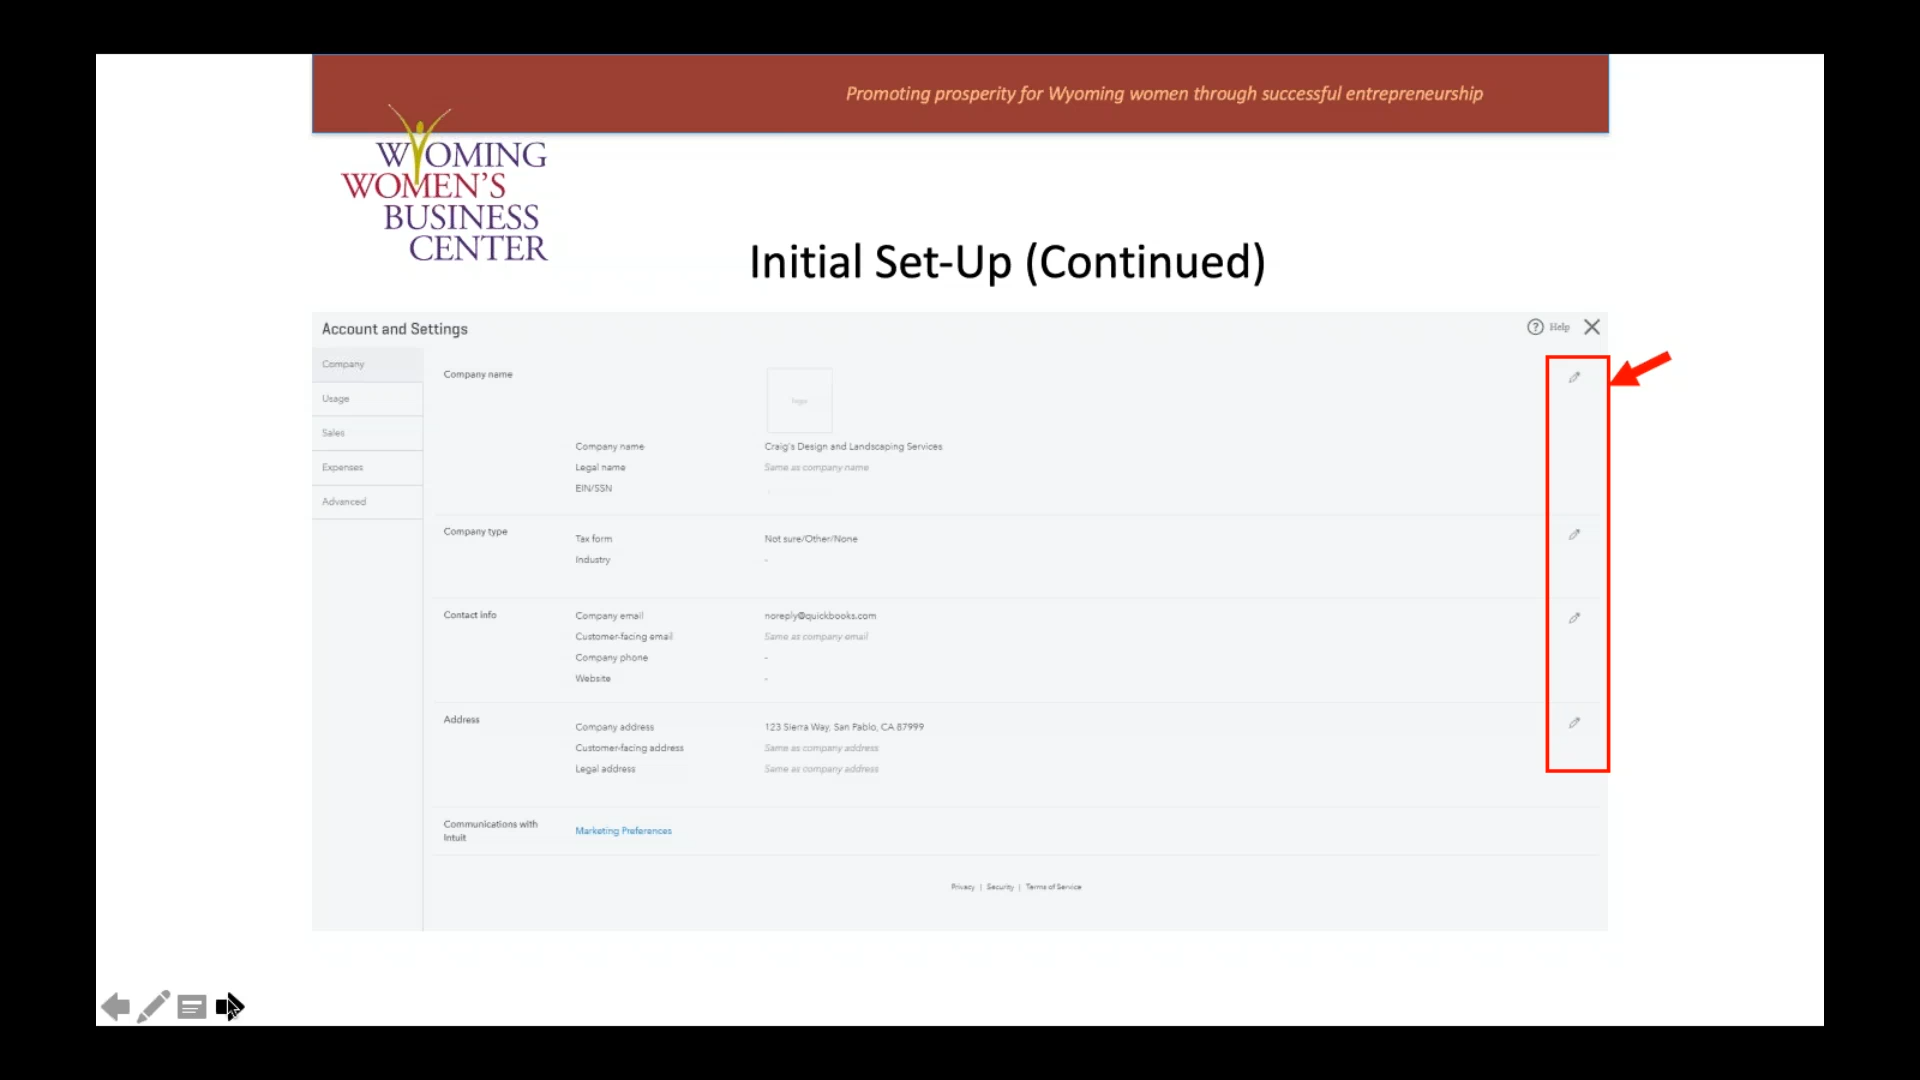 Promoting prosperity for Wyoming women through successful entrepreneurship
WYOMING
WOMEN'S
BUSINESS
CENTER
Initial Set-Up (Continued)
Account and Settings
Help
Company
Usage
Sales
Expenses
Advanced
Company name
logo
Company name Craig's Design and Landscaping Services
Legal name Same as company name
EIN/SSN
Company type
Tax form Not sure/Other/None
Industry -
Contact info
Company email noreply@quickbooks.com
Customer-facing email Same as company email
Company phone -
Website -
Address
Company address 123 Sierra Way, San Pablo, CA 87999
Customer-facing address Same as company address
Legal address Same as company address
Communications with
Intuit
Marketing Preferences
Privacy | Security | Terms of Service